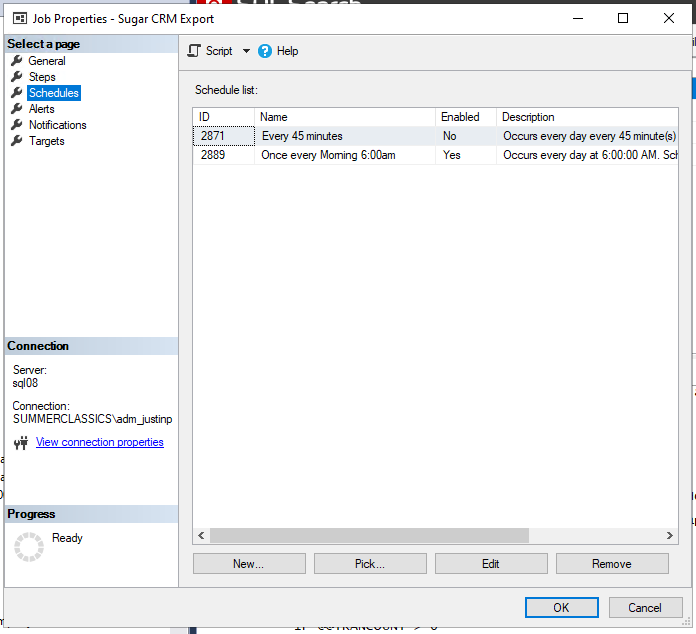 Job Properties - Sugar CRM Export
Select a page
General
Steps
Schedules
Alerts
Notifications
Targets
Script
Help
Schedule list:
ID Name Enabled Description
2871 Every 45 minutes No Occurs every day every 45 minute(s)
2889 Once every Morning 6:00am Yes Occurs every day at 6:00:00 AM. Sch
Connection
Server:
sql08
Connection:
SUMMERCLASSICS\adm_justinp
View connection properties
Progress
Ready
New... Pick... Edit Remove
OK Cancel